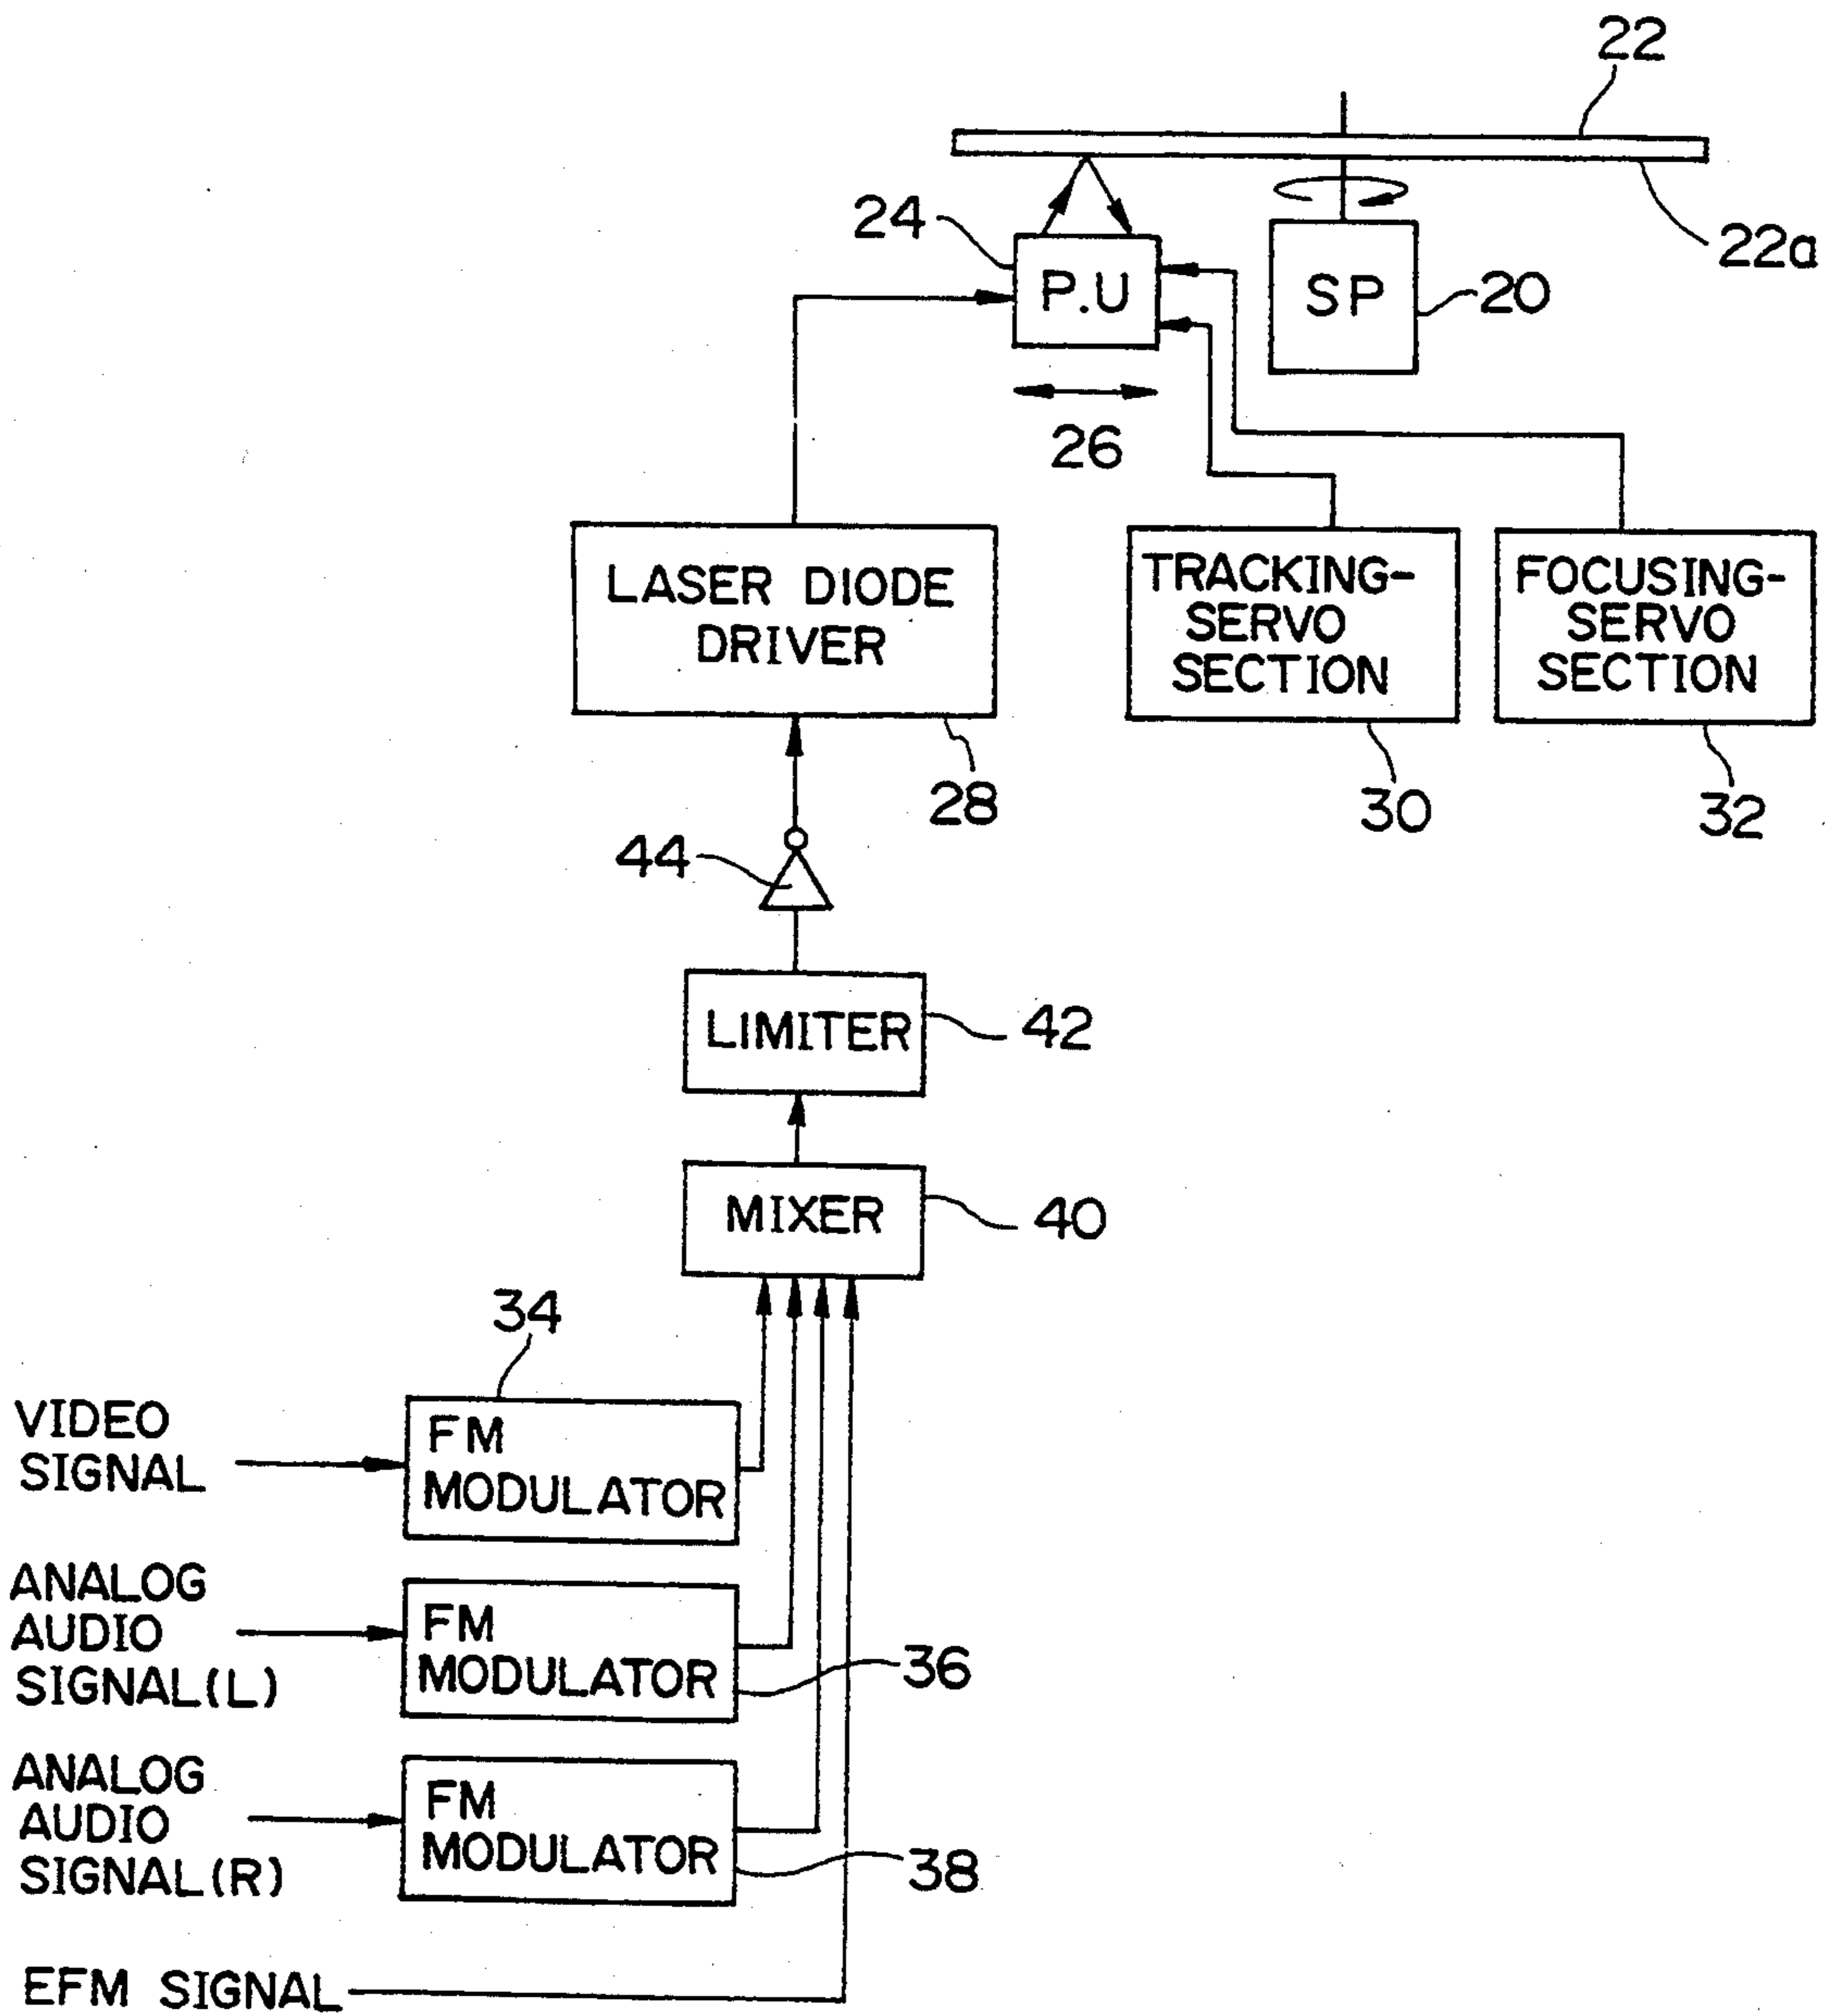 22
24
P.U
SP
20
22a
26
LASER DIODE
DRIVER
TRACKING-
SERVO
SECTION
FOCUSING-
SERVO
SECTION
28
30
32
44
LIMITER
42
MIXER
40
34
VIDEO
SIGNAL
FM
MODULATOR
ANALOG
AUDIO
SIGNAL(L)
FM
MODULATOR
36
ANALOG
AUDIO
SIGNAL(R)
FM
MODULATOR
38
EFM SIGNAL